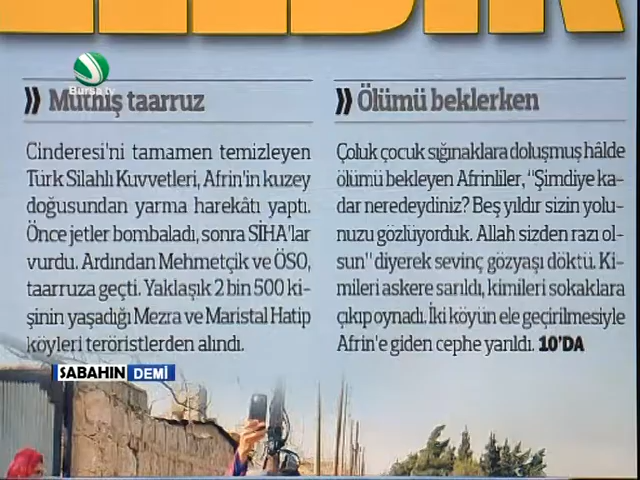 Bursa tv
Müthiş taarruz
Cinderesi'ni tamamen temizleyen
Türk Silahlı Kuvvetleri, Afrin'in kuzey
doğusundan yarma harekâtı yaptı.
Önce jetler bombaladı, sonra SİHA'lar
vurdu. Ardından Mehmetçik ve ÖSO,
taarruza geçti. Yaklaşık 2 bin 500 ki-
şinin yaşadığı Mezra ve Maristal Hatip
köyleri teröristlerden alındı.
Ölümü beklerken
Çoluk çocuk sığınaklara doluşmuş hâlde
ölümü bekleyen Afrinliler, "Şimdiye ka-
dar neredeydiniz? Beş yıldır sizin yolu-
nuzu gözlüyorduk. Allah sizden razı ol-
sun" diyerek sevinç gözyaşı döktü. Ki-
mileri askere sarıldı, kimileri sokaklara
çıkıp oynadı. İki köyün ele geçirilmesiyle
Afrin'e giden cephe yarıldı. 10'DA
SABAHIN DEMİ